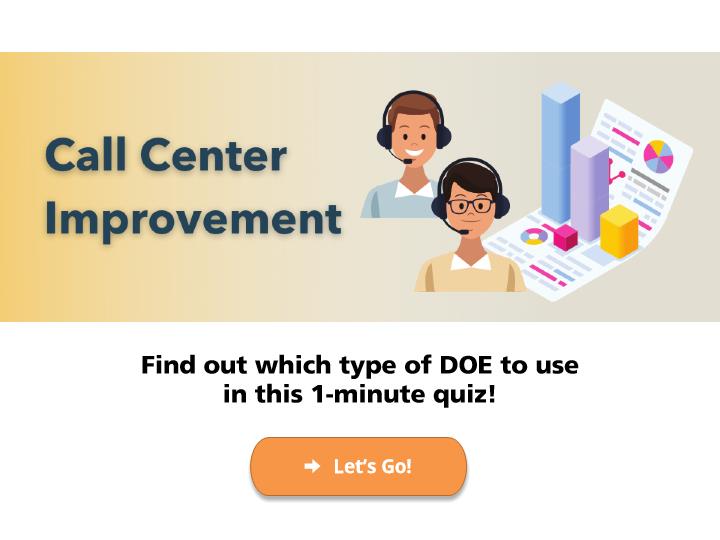 Call Center
Improvement
Find out which type of DOE to use
in this 1-minute quiz!
Let's Go!